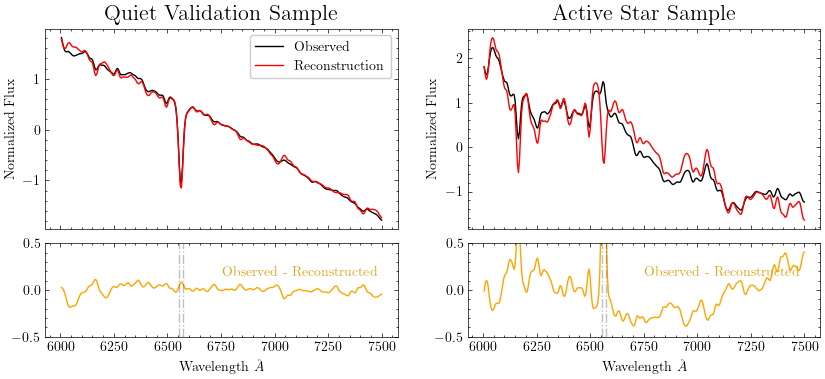 Quiet Validation Sample
Active Star Sample
Observed
Reconstruction
Normalized Flux
1
0
−1
Normalized Flux
2
1
0
−1
Observed - Reconstructed
0.5
0.0
−0.5
6000 6250 6500 6750 7000 7250 7500
Wavelength Å
Observed - Reconstructed
0.5
0.0
−0.5
6000 6250 6500 6750 7000 7250 7500
Wavelength Å